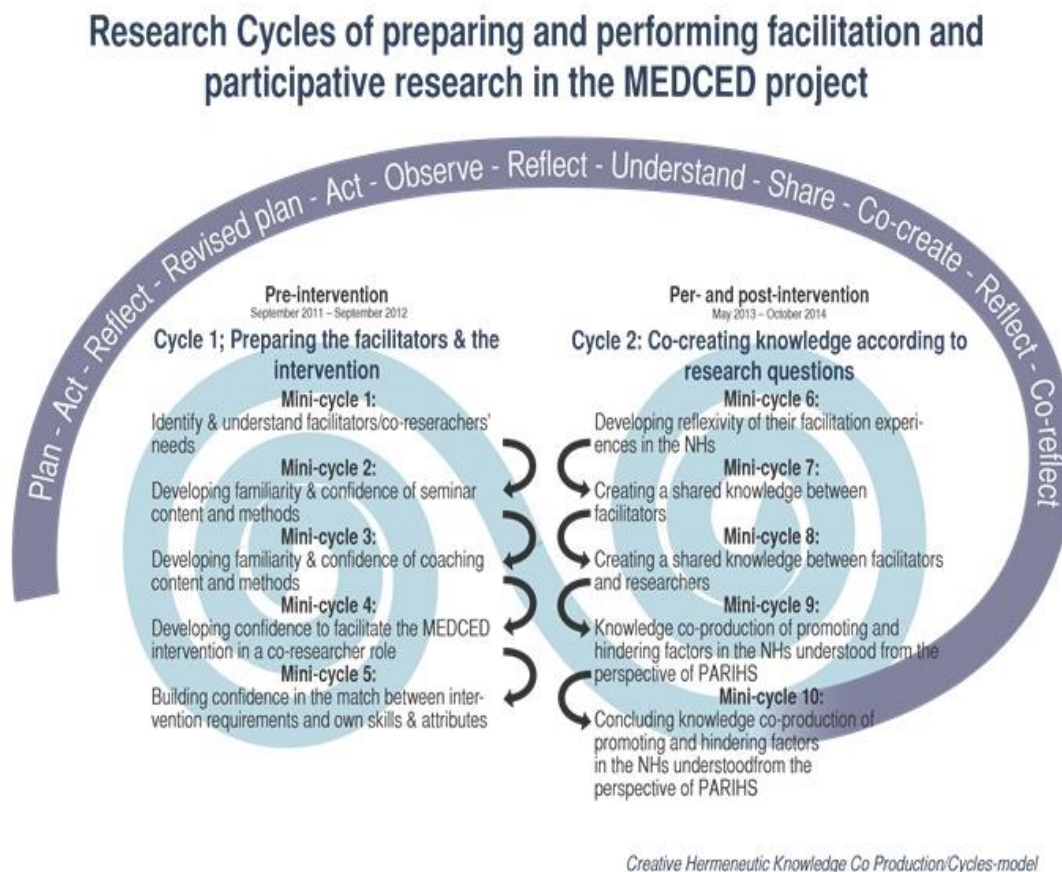 Research Cycles of preparing and performing facilitation and
participative research in the MEDCED project
Plan - Act - Reflect - Revised plan - Act - Observe - Reflect - Understand - Share - Co-create - Reflect - Co-reflect
Pre-intervention
September 2011 – September 2012
Cycle 1; Preparing the facilitators & the
intervention
Mini-cycle 1:
Identify & understand facilitators/co-reserachers'
needs
Mini-cycle 2:
Developing familiarity & confidence of seminar
content and methods
Mini-cycle 3:
Developing familiarity & confidence of coaching
content and methods
Mini-cycle 4:
Developing confidence to facilitate the MEDCED
intervention in a co-researcher role
Mini-cycle 5:
Building confidence in the match between inter-
vention requirements and own skills & attributes
Per- and post-intervention
May 2013 – October 2014
Cycle 2: Co-creating knowledge according to
research questions
Mini-cycle 6:
Developing reflexivity of their facilitation experi-
ences in the NHs
Mini-cycle 7:
Creating a shared knowledge between
facilitators
Mini-cycle 8:
Creating a shared knowledge between facilitators
and researchers
Mini-cycle 9:
Knowledge co-production of promoting and
hindering factors in the NHs understood from the
perspective of PARIHS
Mini-cycle 10:
Concluding knowledge co-production of
promoting and hindering factors
in the NHs understoodfrom the
perspective of PARIHS
Creative Hermeneutic Knowledge Co Production/Cycles-model